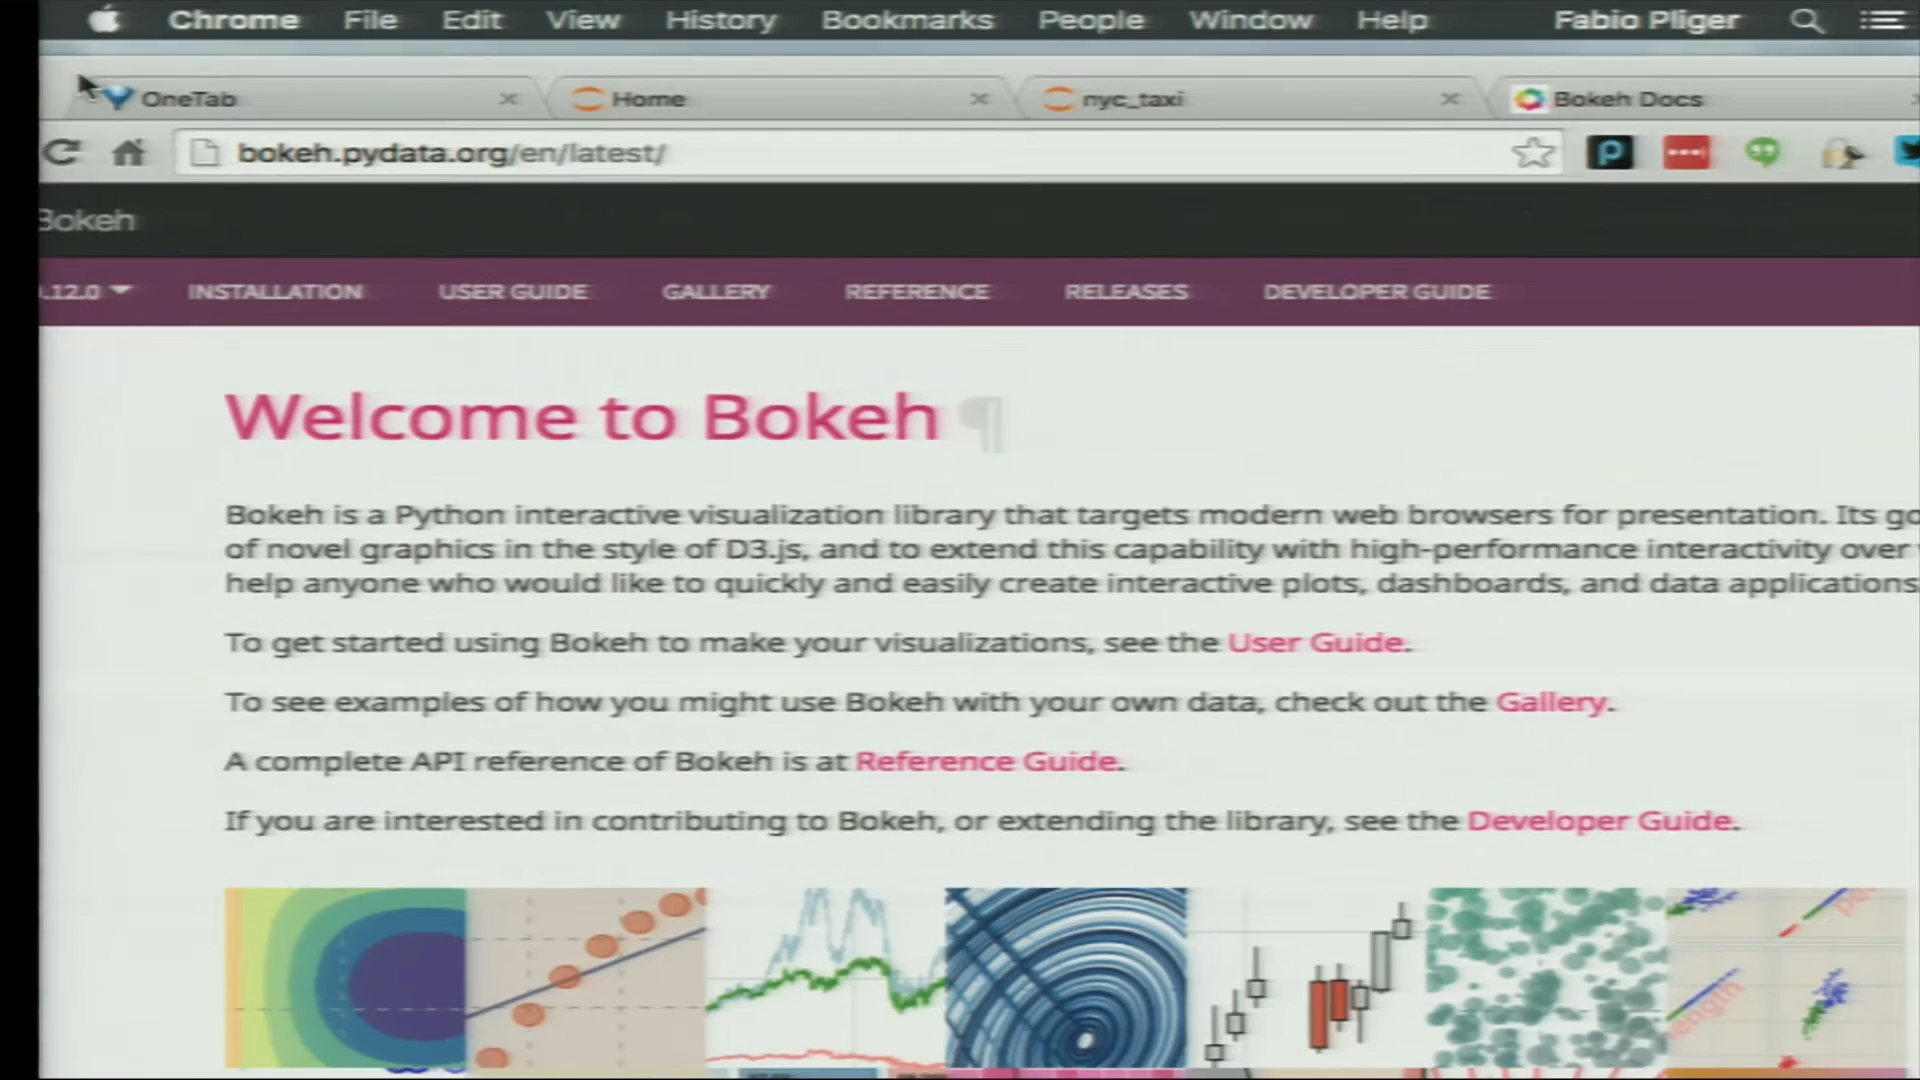 Chrome File Edit View History Bookmarks People Window Help Fabio Pliger
OneTab Home nyc_taxi Bokeh Docs
bokeh.pydata.org/en/latest/
Bokeh
.12.0 INSTALLATION USER GUIDE GALLERY REFERENCE RELEASES DEVELOPER GUIDE
Welcome to Bokeh ¶
Bokeh is a Python interactive visualization library that targets modern web browsers for presentation. Its go
of novel graphics in the style of D3.js, and to extend this capability with high-performance interactivity over
help anyone who would like to quickly and easily create interactive plots, dashboards, and data applications
To get started using Bokeh to make your visualizations, see the User Guide.
To see examples of how you might use Bokeh with your own data, check out the Gallery.
A complete API reference of Bokeh is at Reference Guide.
If you are interested in contributing to Bokeh, or extending the library, see the Developer Guide.